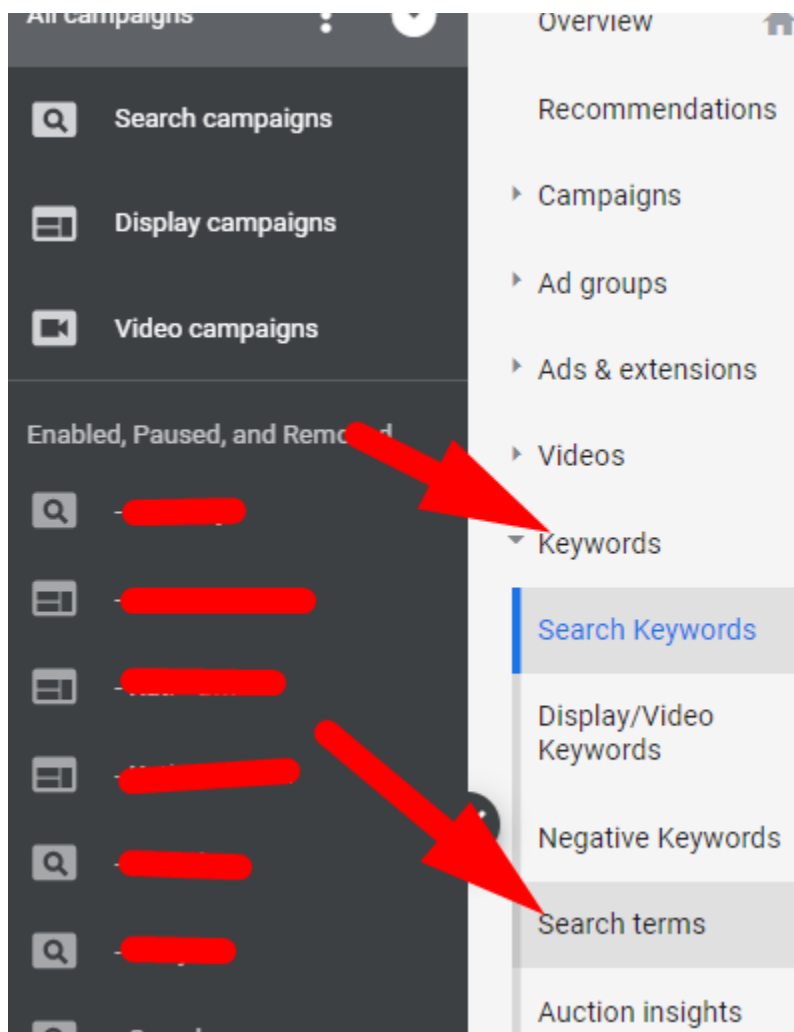 All campaigns
Search campaigns
Display campaigns
Video campaigns
Enabled, Paused, and
Overview
Recommendations
Campaigns
Ad groups
Ads & extensions
Videos
Keywords
Search Keywords
Display/Video
Keywords
Negative Keywords
Search terms
Auction insights